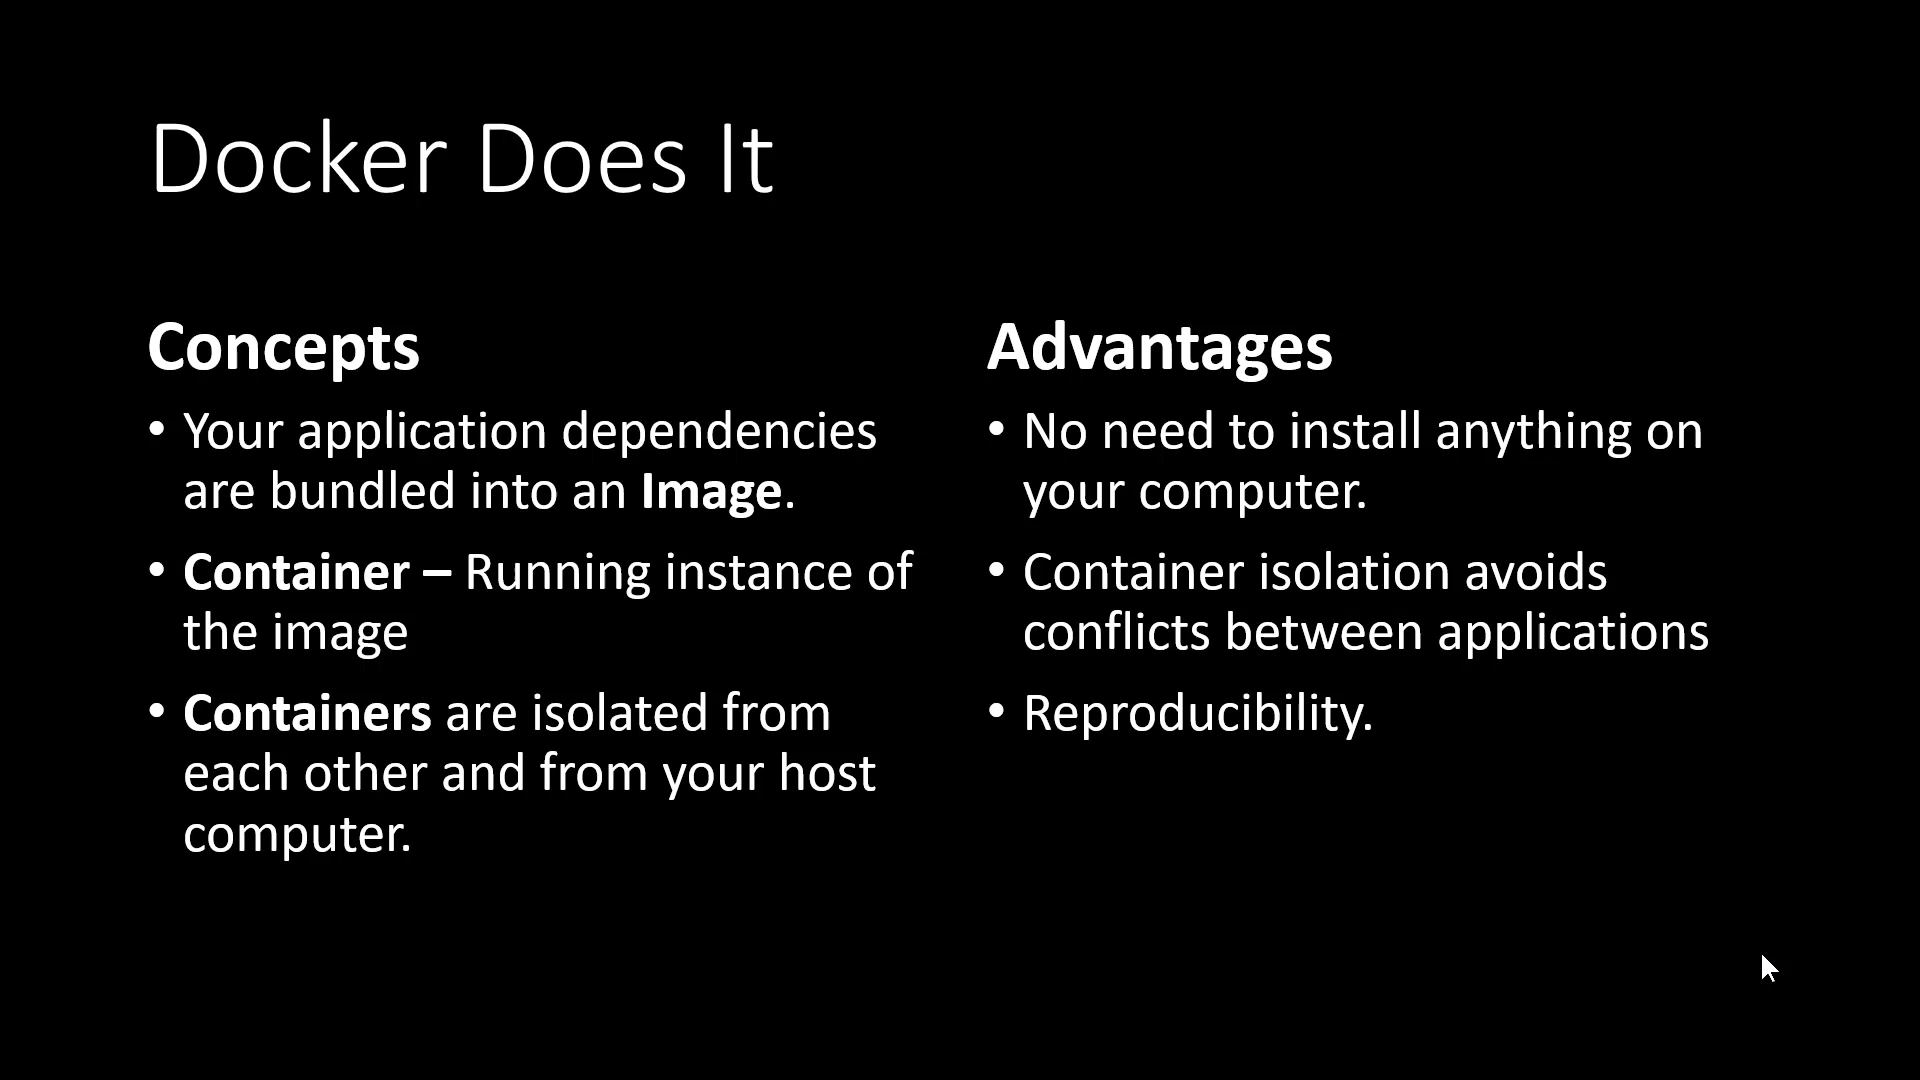 Docker Does It
Concepts
• Your application dependencies
are bundled into an Image.
• Container – Running instance of
the image
• Containers are isolated from
each other and from your host
computer.
Advantages
• No need to install anything on
your computer.
• Container isolation avoids
conflicts between applications
• Reproducibility.